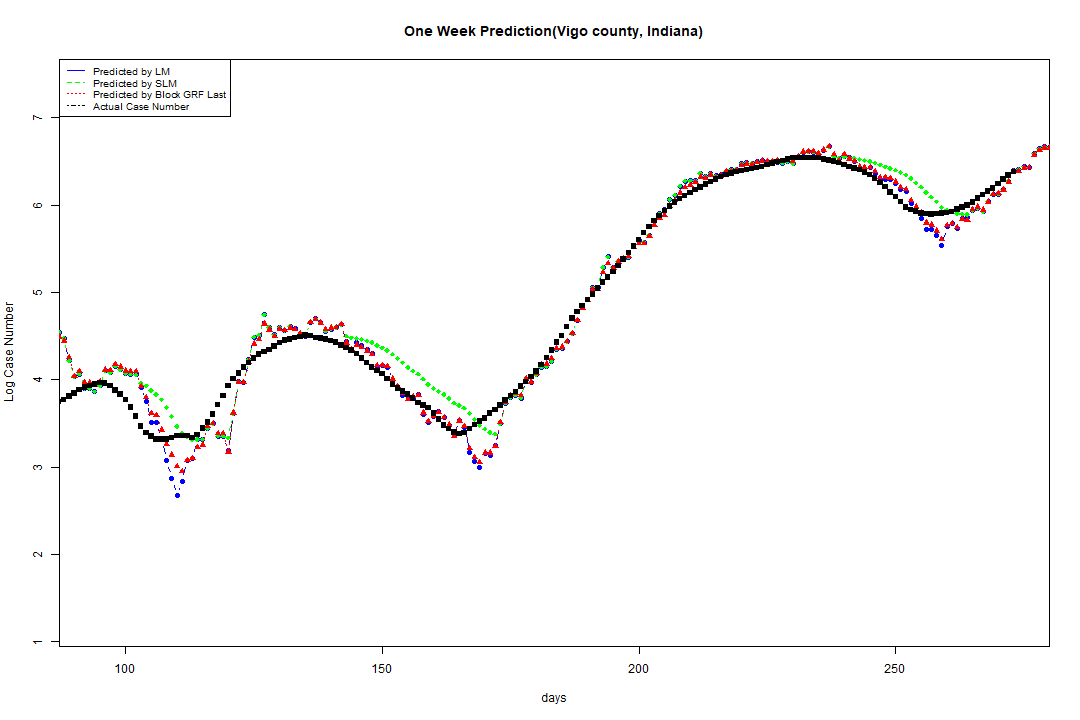 One Week Prediction(Vigo county, Indiana)
Predicted by LM
Predicted by SLM
Predicted by Block GRF Last
Actual Case Number
7
6
5
4
3
2
1
Log Case Number
100 150 200 250
days